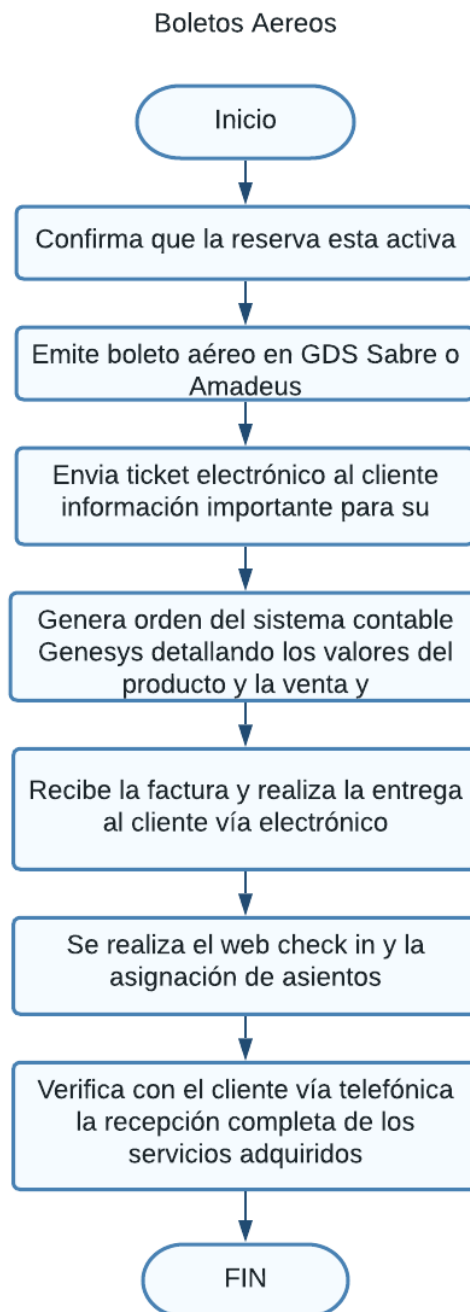 Boletos Aereos
Inicio
Confirma que la reserva esta activa
Emite boleto aéreo en GDS Sabre o
Amadeus
Envia ticket electrónico al cliente
información importante para su
Genera orden del sistema contable
Genesys detallando los valores del
producto y la venta y
Recibe la factura y realiza la entrega
al cliente vía electrónico
Se realiza el web check in y la
asignación de asientos
Verifica con el cliente vía telefónica
la recepción completa de los
servicios adquiridos
FIN